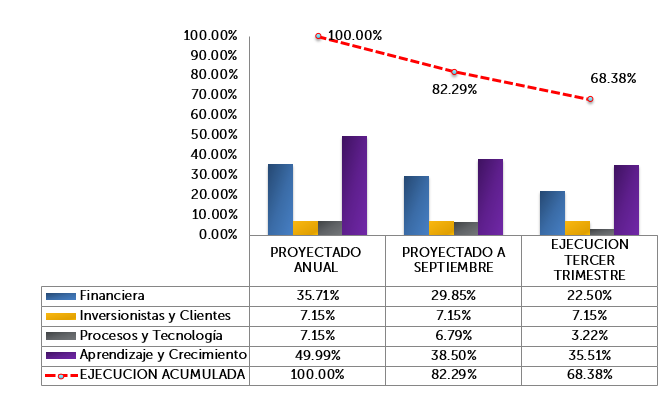 100.00%
90.00%
80.00%
70.00%
60.00%
50.00%
40.00%
30.00%
20.00%
10.00%
0.00%
100.00%
82.29%
68.38%
PROYECTADO ANUAL
PROYECTADO A SEPTIEMBRE
EJECUCION TERCER TRIMESTRE
Financiera 35.71% 29.85% 22.50%
Inversionistas y Clientes 7.15% 7.15% 7.15%
Procesos y Tecnología 7.15% 6.79% 3.22%
Aprendizaje y Crecimiento 49.99% 38.50% 35.51%
EJECUCION ACUMULADA 100.00% 82.29% 68.38%